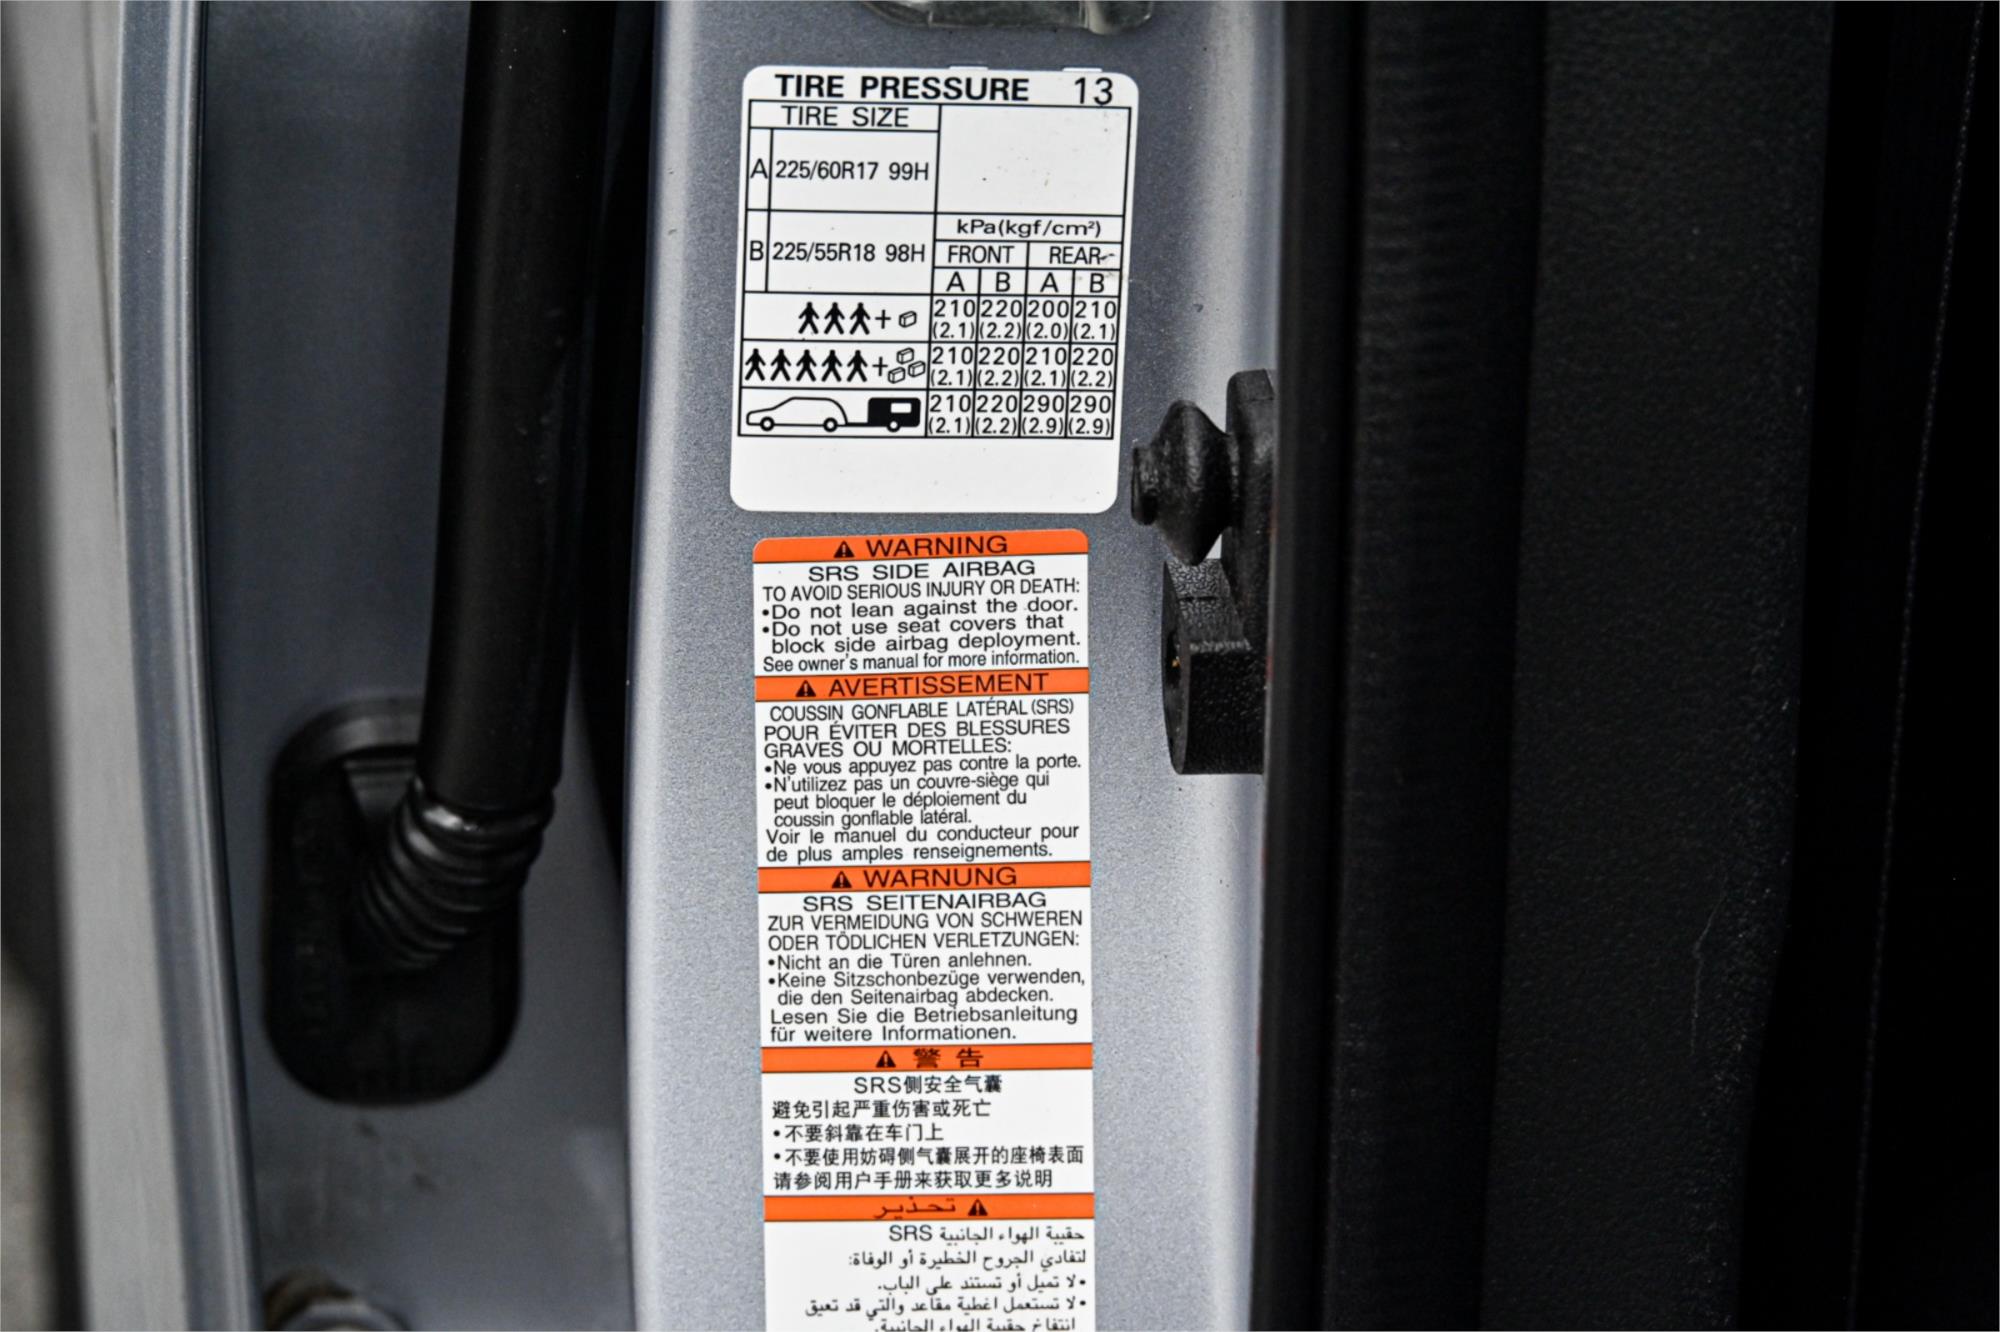 TIRE PRESSURE 13
TIRE SIZE
A 225/60R17 99H
kPa(kgf/cm²)
B 225/55R18 98H
FRONT REAR
A B A B
+ 210 220 200 210
(2.1) (2.2) (2.0) (2.1)
+ 210 220 210 220
(2.1) (2.2) (2.1) (2.2)
210 220 290 290
(2.1) (2.2) (2.9) (2.9)
WARNING
SRS SIDE AIRBAG
TO AVOID SERIOUS INJURY OR DEATH:
•Do not lean against the door.
•Do not use seat covers that
block side airbag deployment.
See owner's manual for more information.
AVERTISSEMENT
COUSSIN GONFLABLE LATÉRAL (SRS)
POUR ÉVITER DES BLESSURES
GRAVES OU MORTELLES:
•Ne vous appuyez pas contre la porte.
•N'utilizez pas un couvre-siège qui
peut bloquer le déploiement du
coussin gonflable latéral.
Voir le manuel du conducteur pour
de plus amples renseignements.
WARNUNG
SRS SEITENAIRBAG
ZUR VERMEIDUNG VON SCHWEREN
ODER TÖDLICHEN VERLETZUNGEN:
•Nicht an die Türen anlehnen.
•Keine Sitzschonbezüge verwenden,
die den Seitenairbag abdecken.
Lesen Sie die Betriebsanleitung
für weitere Informationen.
警告
SRS侧安全气囊
避免引起严重伤害或死亡
•不要斜靠在车门上
•不要使用妨碍侧气囊展开的座椅表面
请参阅用户手册来获取更多说明
تحذير
حقيبة الهواء الجانبية SRS
لتفادي الجروح الخطيرة أو الوفاة:
•لا تميل أو تستند على الباب.
•لا تستعمل اغطية مقاعد والتي قد تعيق
انتفاخ حقيبة الهواء الجانبية.